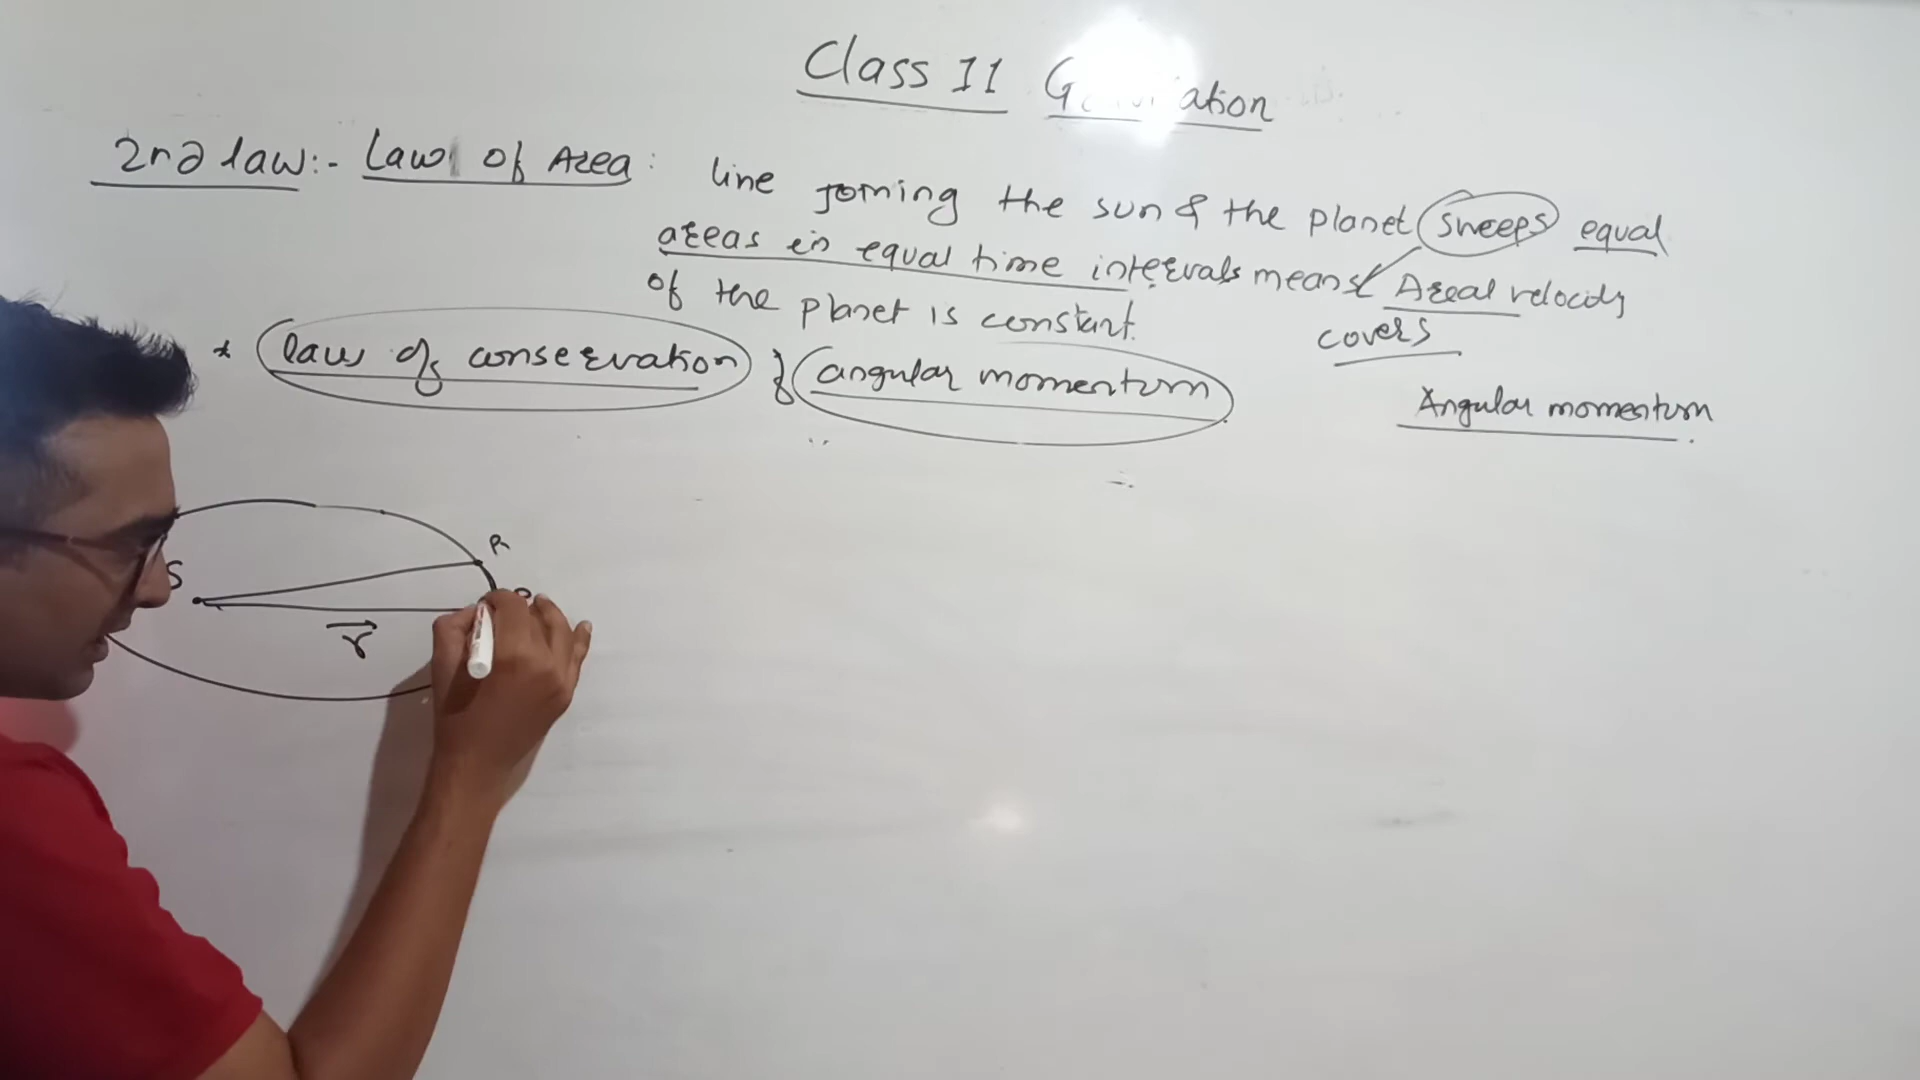 Class 11 Gravitation
2nd law:- Law of Area: line joining the sun & the planet sweeps equal
areas in equal time intervals means Areal velocity
of the planet is constant.
covers
* law of conservation of angular momentum
Angular momentum
S
r